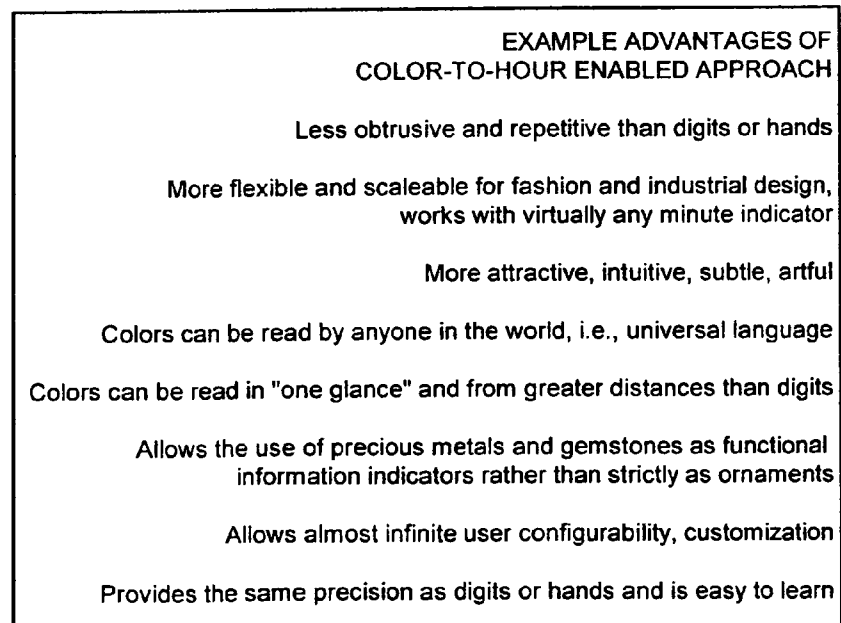 EXAMPLE ADVANTAGES OF
COLOR-TO-HOUR ENABLED APPROACH
Less obtrusive and repetitive than digits or hands
More flexible and scaleable for fashion and industrial design,
works with virtually any minute indicator
More attractive, intuitive, subtle, artful
Colors can be read by anyone in the world, i.e., universal language
Colors can be read in "one glance" and from greater distances than digits
Allows the use of precious metals and gemstones as functional
information indicators rather than strictly as ornaments
Allows almost infinite user configurability, customization
Provides the same precision as digits or hands and is easy to learn